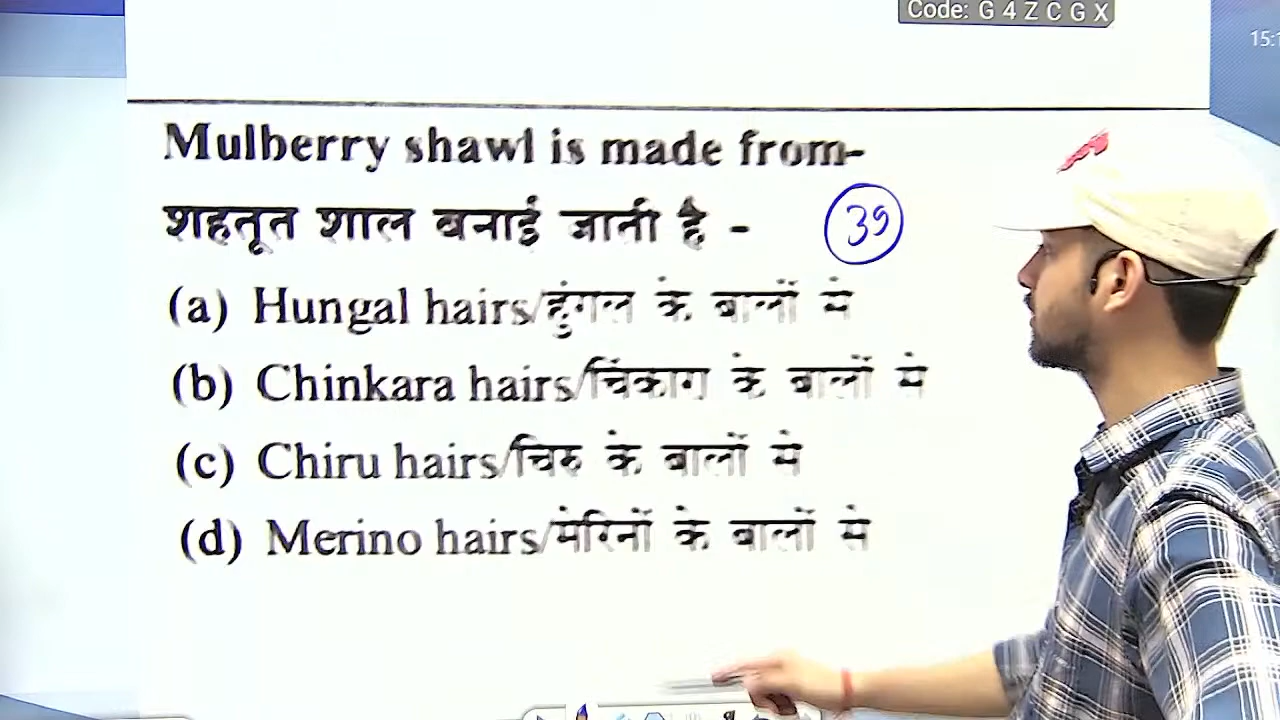 Code: G 4 Z C G X
15:1
Mulberry shawl is made from-
शहतूत शाल बनाई जाती है -
39
(a) Hungal hairs/हुंगल के बालों से
(b) Chinkara hairs/चिंकारा के बालों से
(c) Chiru hairs/चिरु के बालों से
(d) Merino hairs/मेरिनों के बालों से